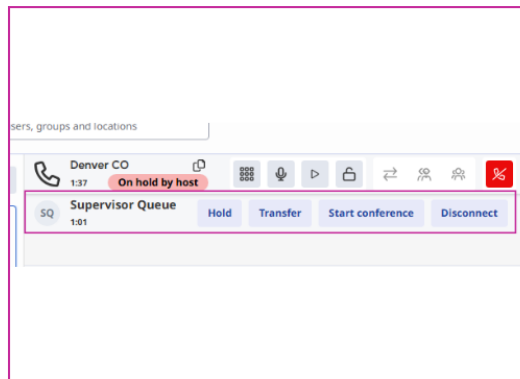 sers, groups and locations
Denver CO
1:37 On hold by host
SQ Supervisor Queue Hold Transfer Start conference Disconnect
1:01